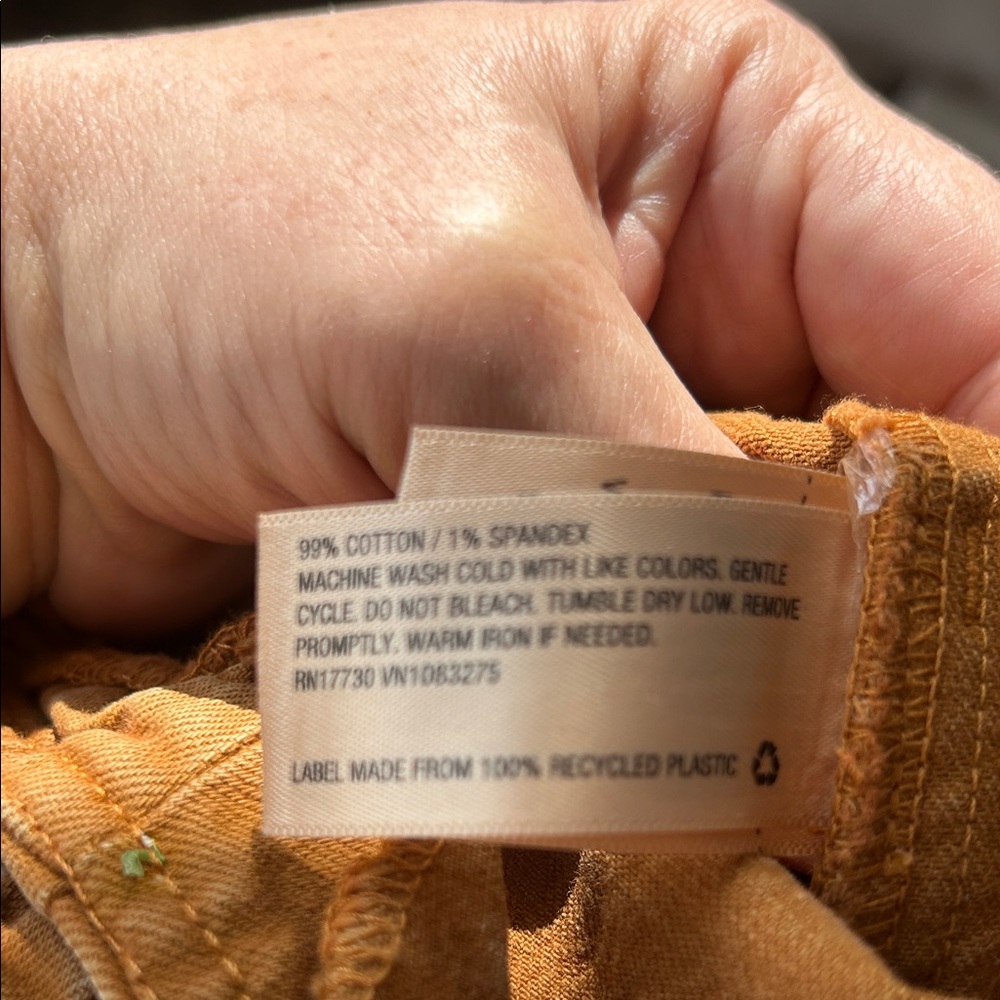 99% COTTON / 1% SPANDEX
MACHINE WASH COLD WITH LIKE COLORS. GENTLE
CYCLE. DO NOT BLEACH. TUMBLE DRY LOW. REMOVE
PROMPTLY. WARM IRON IF NEEDED.
RN17730 VN1083275
LABEL MADE FROM 100% RECYCLED PLASTIC